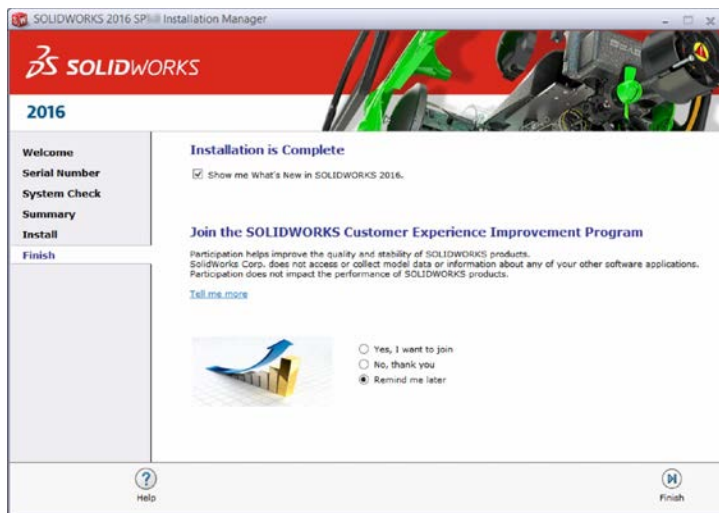 SOLIDWORKS 2016 SP Installation Manager
SOLIDWORKS
2016
Welcome
Serial Number
System Check
Summary
Install
Finish
Installation is Complete
Show me What's New in SOLIDWORKS 2016.
Join the SOLIDWORKS Customer Experience Improvement Program
Participation helps improve the quality and stability of SOLIDWORKS products.
SolidWorks Corp. does not access or collect model data or information about any of your other software applications.
Participation does not impact the performance of SOLIDWORKS products.
Tell me more
Yes, I want to join
No, thank you
Remind me later
Help
Finish